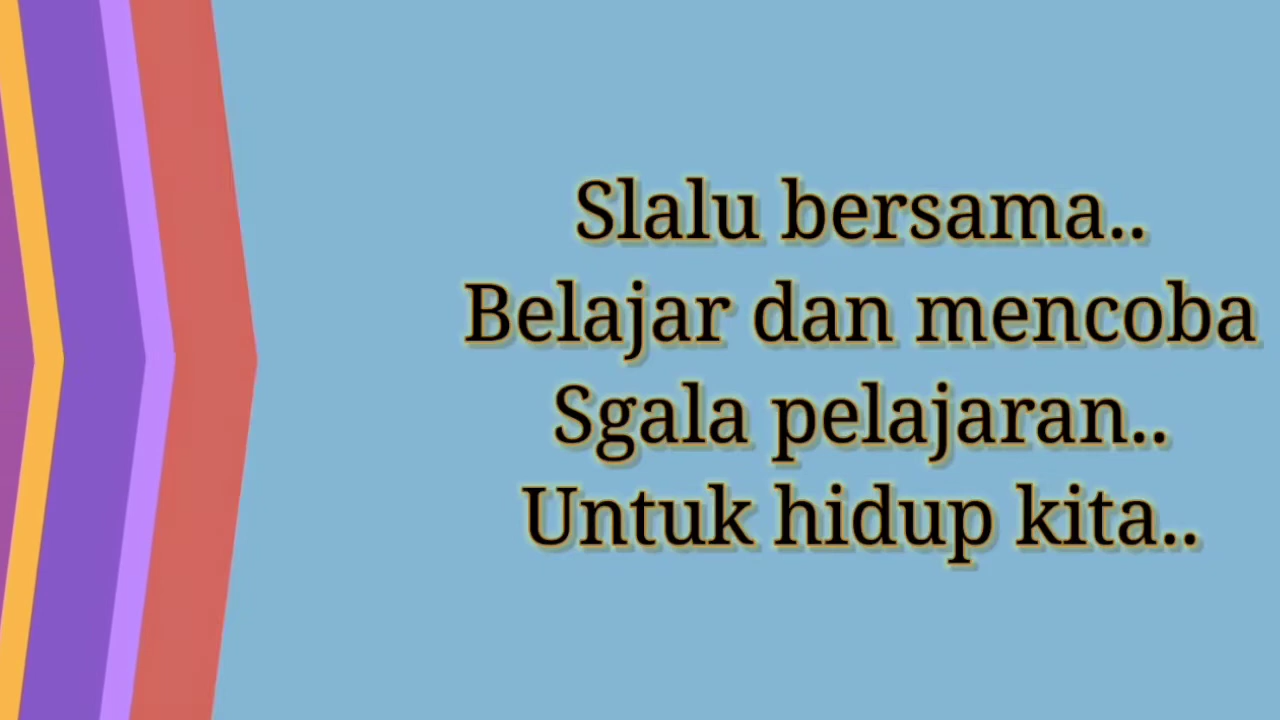 Slalu bersama..
Belajar dan mencoba
Sgala pelajaran..
Untuk hidup kita..